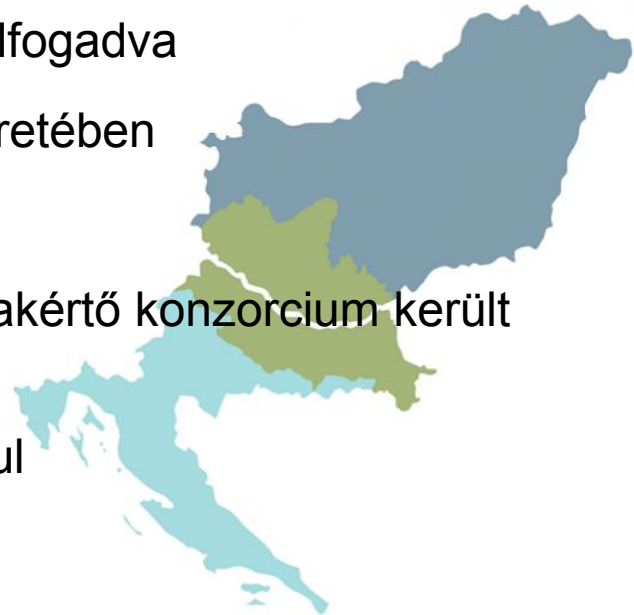 lfogadva
retében
akértő konzorcium került
ul